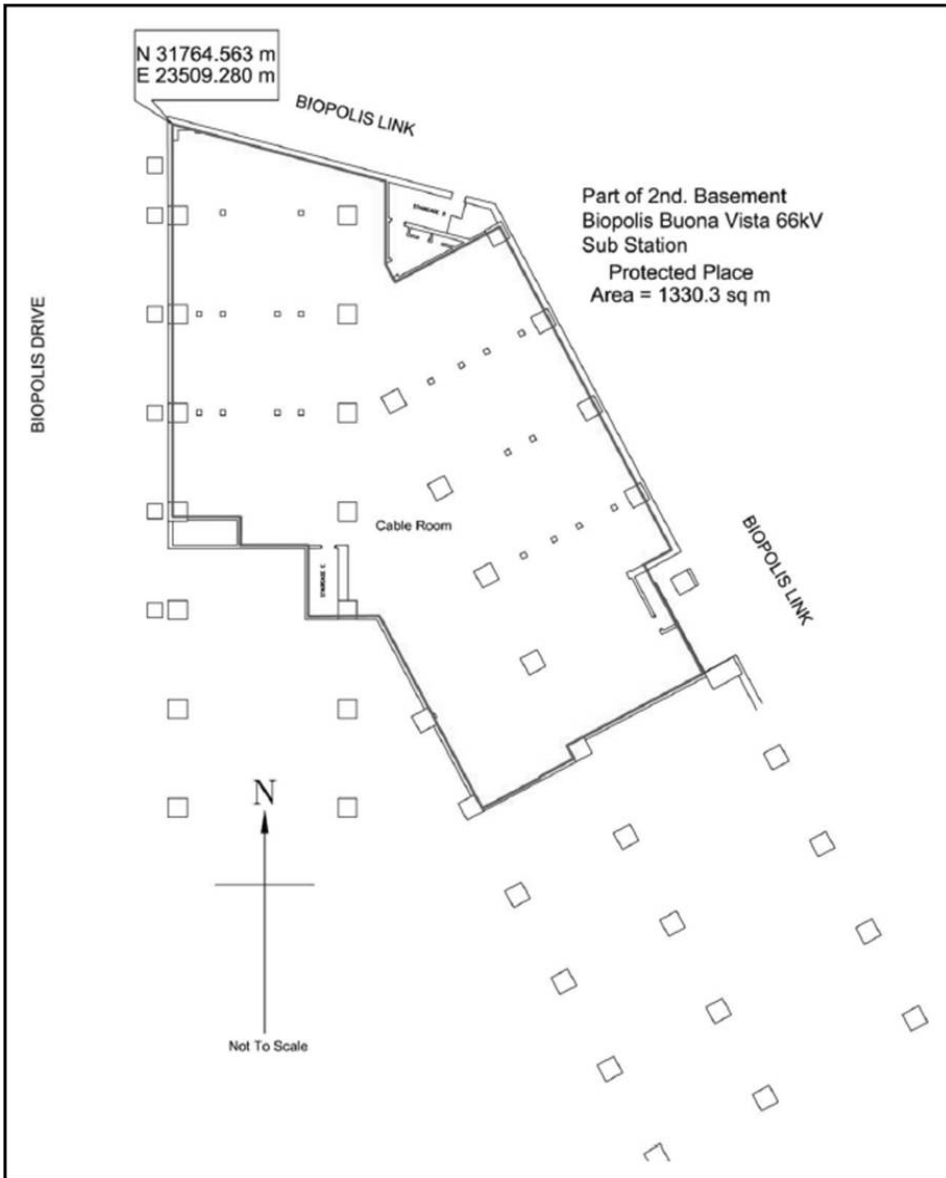 N 31764.563 m
E 23509.280 m
BIOPOLIS LINK
Part of 2nd. Basement
Biopolis Buona Vista 66kV
Sub Station
Protected Place
Area = 1330.3 sq m
BIOPOLIS DRIVE
Cable Room
BIOPOLIS LINK
N
Not To Scale